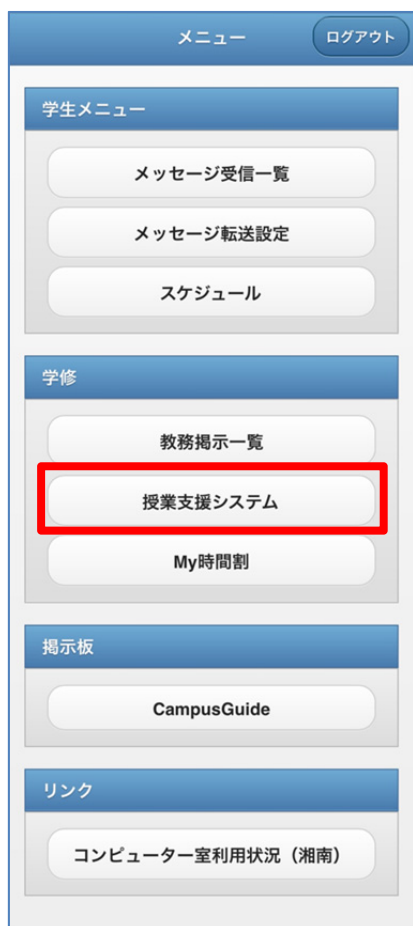 メニュー
ログアウト
学生メニュー
メッセージ受信一覧
メッセージ転送設定
スケジュール
学修
教務掲示一覧
授業支援システム
My時間割
掲示板
CampusGuide
リンク
コンピューター室利用状況（湘南）